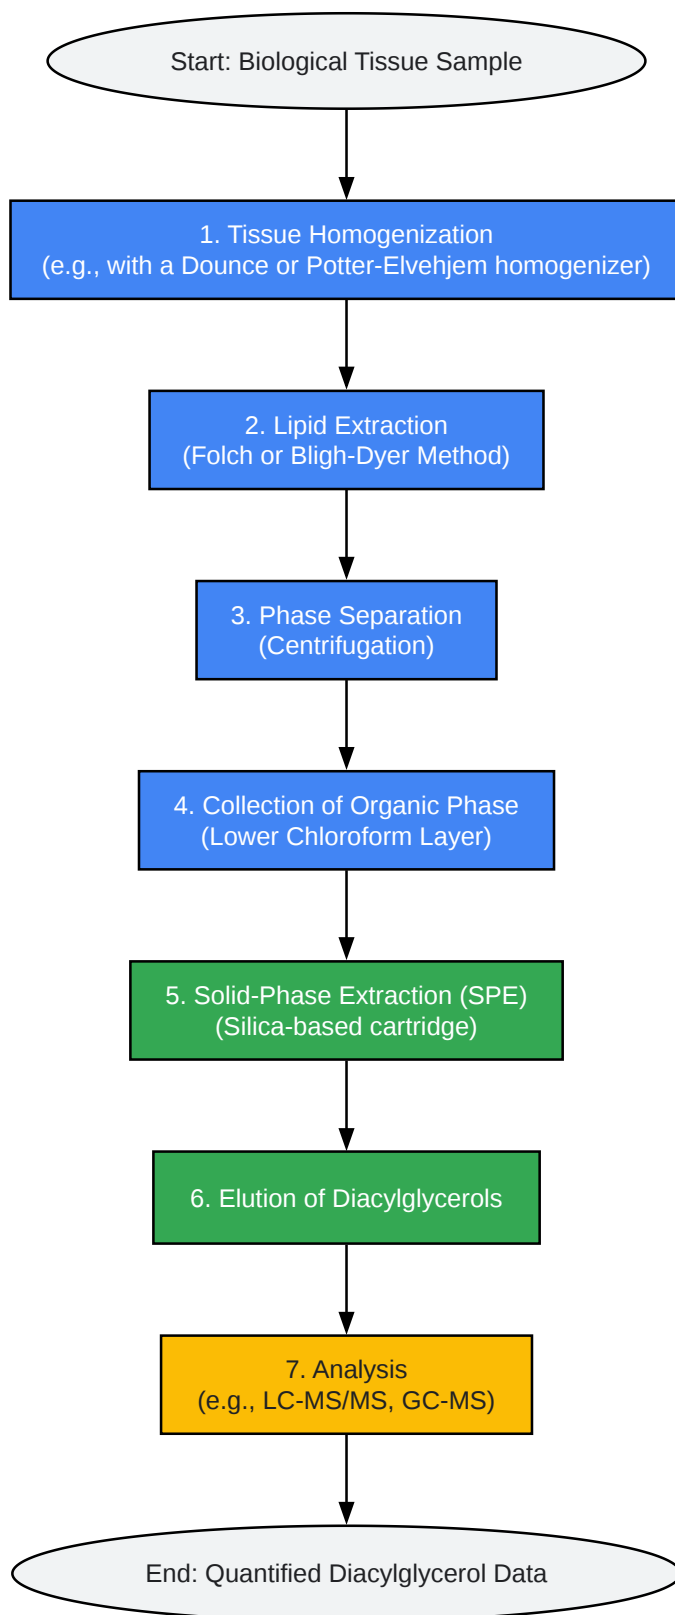 Start: Biological Tissue Sample
1. Tissue Homogenization
(e.g., with a Dounce or Potter-Elvehjem homogenizer)
2. Lipid Extraction
(Folch or Bligh-Dyer Method)
3. Phase Separation
(Centrifugation)
4. Collection of Organic Phase
(Lower Chloroform Layer)
5. Solid-Phase Extraction (SPE)
(Silica-based cartridge)
6. Elution of Diacylglycerols
7. Analysis
(e.g., LC-MS/MS, GC-MS)
End: Quantified Diacylglycerol Data